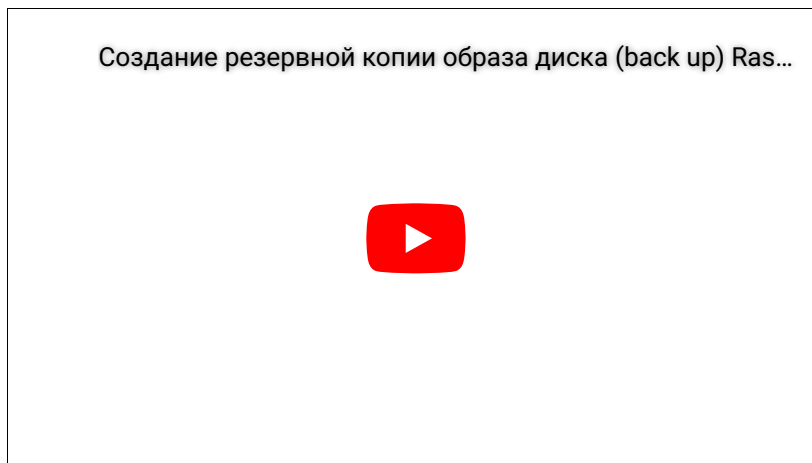 Создание резервной копии образа диска (back up) Ras…